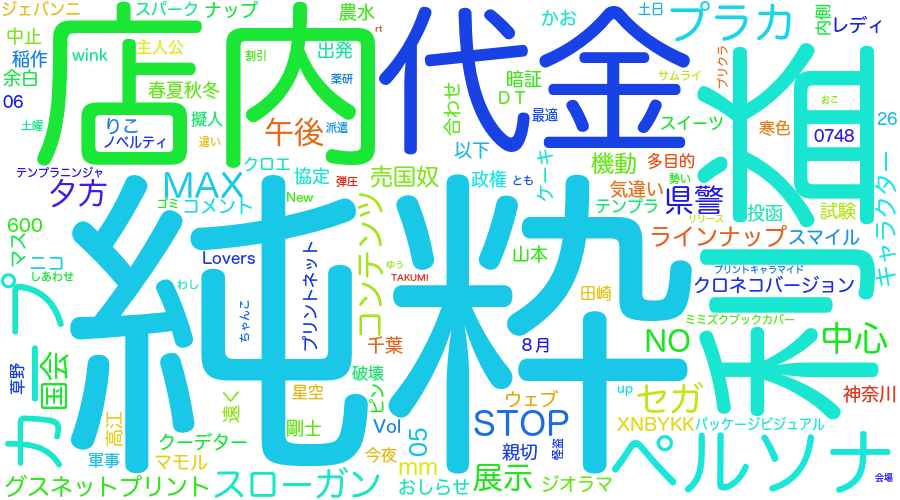 ジェバンニ
スパーク
ナップ
農水
かお
プラカ
土日
内側
レディ
中止
wink
主人公
店内
出発
rt
代金
稲作
割引
薬研
合わせ
暗証
プリクラ
サムライ
来場
余白
春夏秋冬
DT
最適
おこ
06
擬人
午後
派遣
スイーツ
寒色
0748
26
土曜
りこ
ノベルティ
違い
以下
クロエ
ケーキ
機動
多目的
テンプラニンジャ
夕方
MAX
協定
弾圧
売国奴
政権
とも
気違い
勢い
県警
キャラクター
ゴミ
コメント
New
コンテンツ
テンプラ
リリース
投函
試験
600
マス
ニコ
Lovers
プリントネット
純粋
山本
ラインナップ
スマイル
しあわせ
わし
ゆう
TAKUMI
田崎
プリントキャラマイド
クロネコバージョン
印刷
ちゃんこ
カプ
ミミズクブックカバー
千葉
8月
NO
中心
草野
国会
破壊
星空
ピン
up
ウェブ
セガ
神奈川
高江
遠く
剛士
Vol
05
STOP
XNBYKK
パッケージビジュアル
クーデター
軍事
マモル
今夜
mm
親切
ペルソナ
グスネットプリント
スローガン
おしらせ
展示
ジオラマ
会場